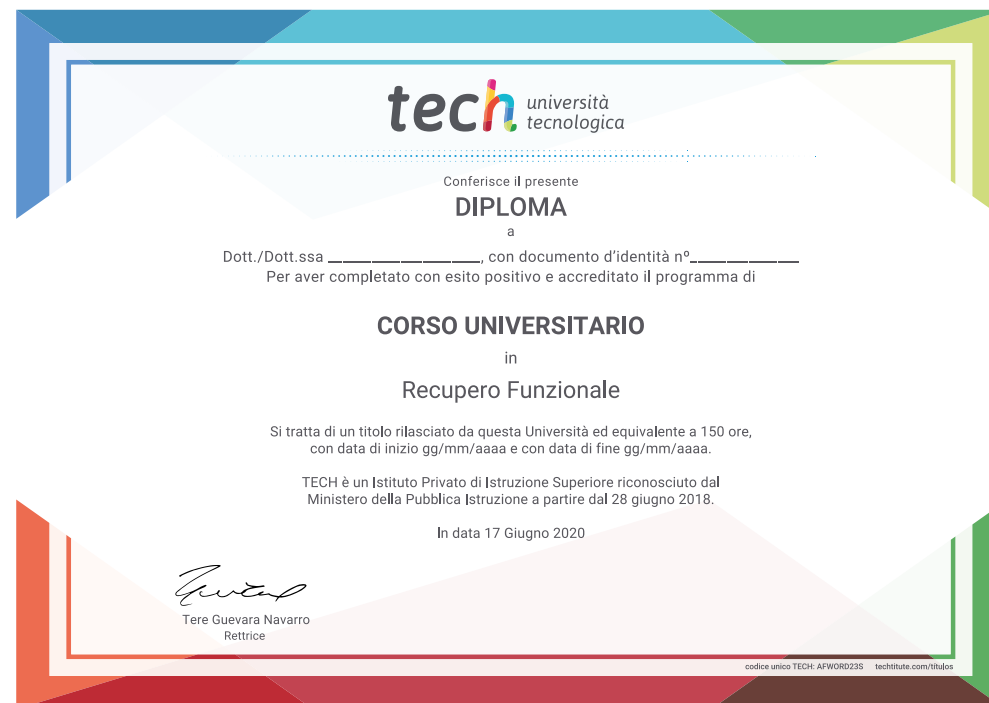 tech università
tecnologica
Conferisce il presente
DIPLOMA
a
Dott./Dott.ssa ____________________, con documento d'identità nº______________
Per aver completato con esito positivo e accreditato il programma di
CORSO UNIVERSITARIO
in
Recupero Funzionale
Si tratta di un titolo rilasciato da questa Università ed equivalente a 150 ore,
con data di inizio gg/mm/aaaa e con data di fine gg/mm/aaaa.
TECH è un Istituto Privato di Istruzione Superiore riconosciuto dal
Ministero della Pubblica Istruzione a partire dal 28 giugno 2018.
In data 17 Giugno 2020
Tere Guevara Navarro
Rettrice
codice unico TECH: AFWORD23S techtitute.com/títulos